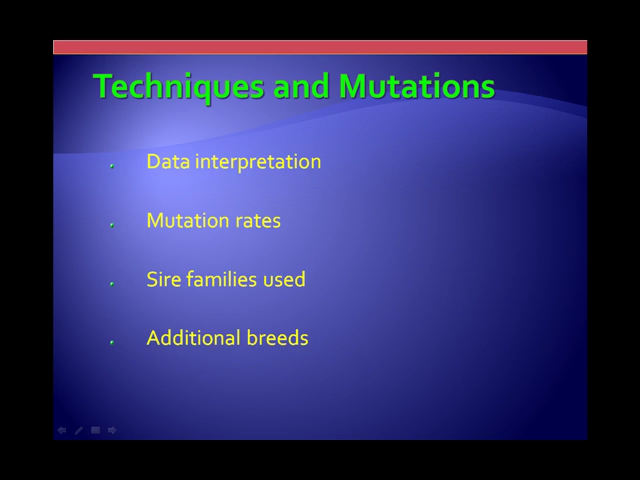 Techniques and Mutations
Data interpretation
Mutation rates
Sire families used
Additional breeds